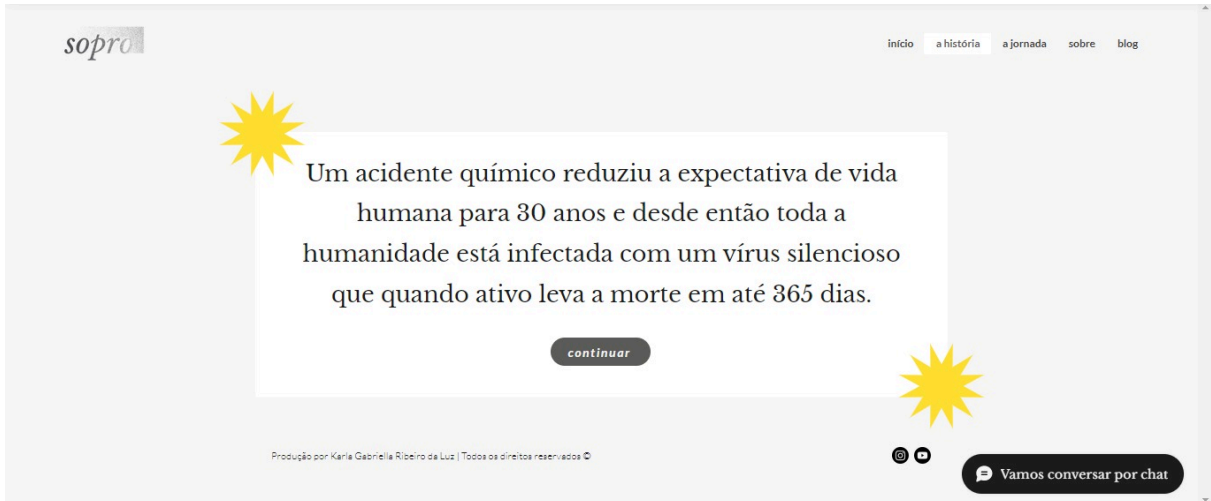 sopro
início a história a jornada sobre blog
Um acidente químico reduziu a expectativa de vida
humana para 30 anos e desde então toda a
humanidade está infectada com um vírus silencioso
que quando ativo leva a morte em até 365 dias.
continuar
Produção por Karla Gabriella Ribeiro da Luz | Todos os direitos reservados ©
Vamos conversar por chat